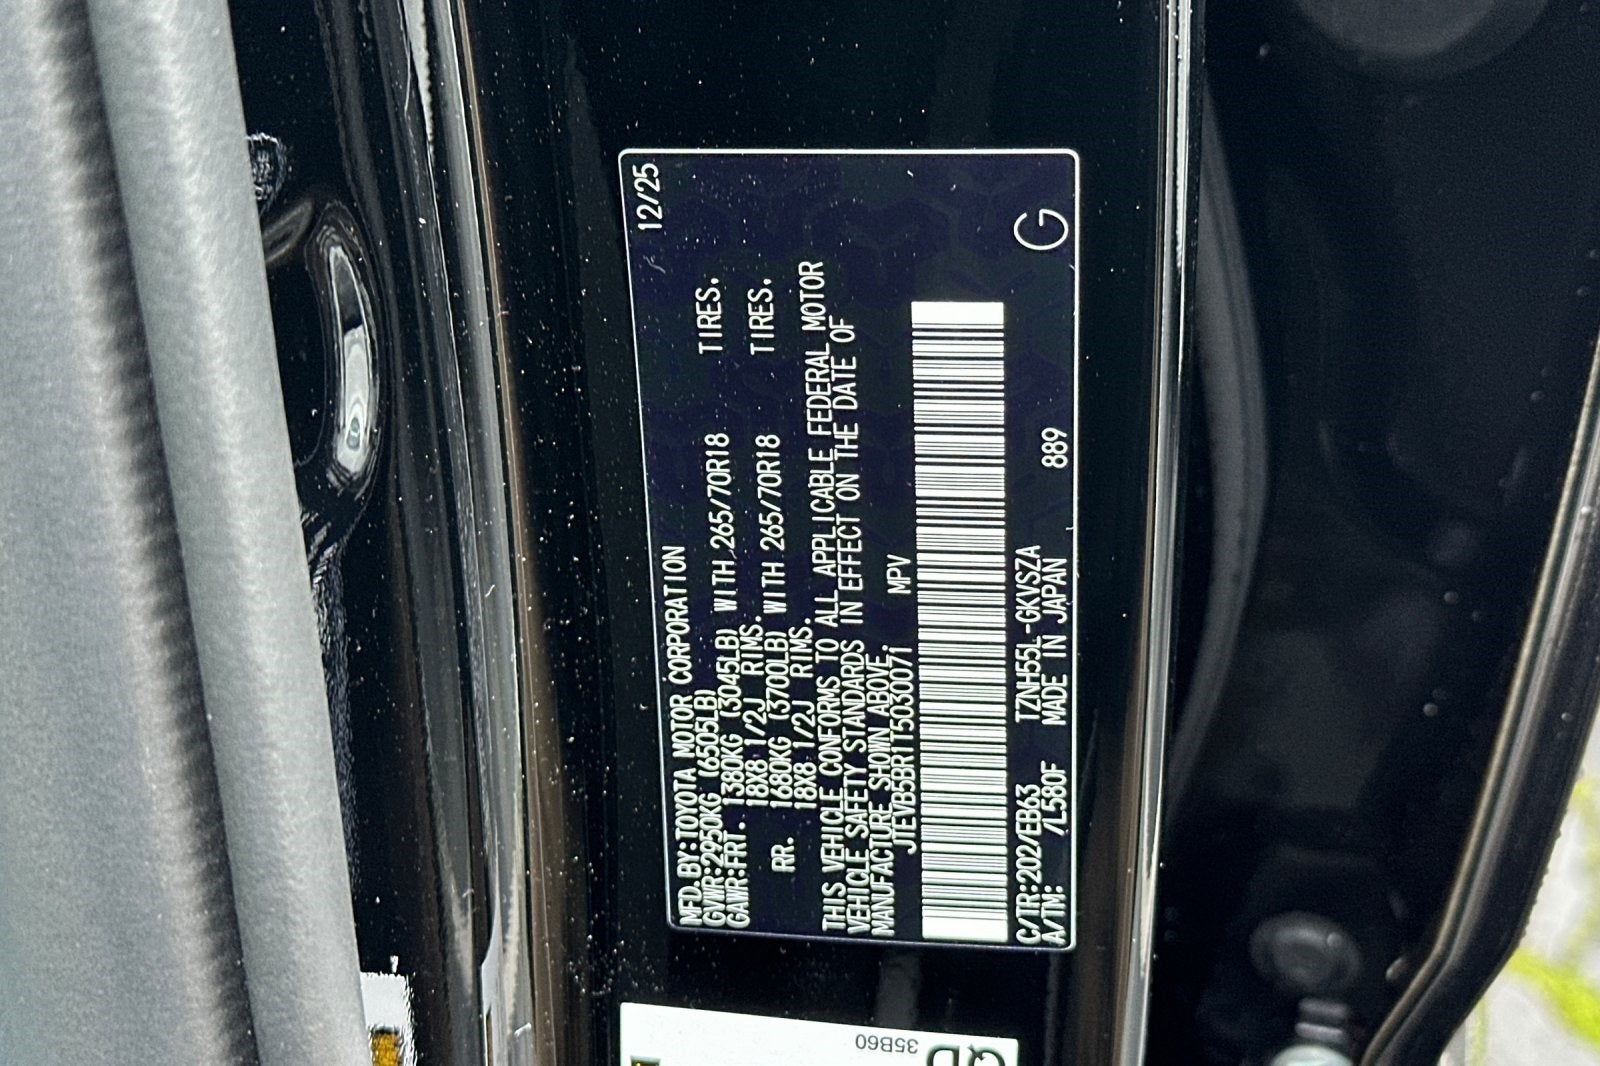 MFD.BY:TOYOTA MOTOR CORPORATION 12/25
GVWR:2950KG (6505LB)
GAWR:FRT. 1380KG (3045LB) WITH 265/70R18 TIRES.
18X8 1/2J RIMS.
RR. 1680KG (3700LB) WITH 265/70R18 TIRES.
18X8 1/2J RIMS.
THIS VEHICLE CONFORMS TO ALL APPLICABLE FEDERAL MOTOR
VEHICLE SAFETY STANDARDS IN EFFECT ON THE DATE OF
MANUFACTURE SHOWN ABOVE.
JTEVB5BR1T5030071 MPV
C/TR:202/EB63 TZNH55L-GKVSZA 889 G
A/TM: /L580F MADE IN JAPAN
35B60